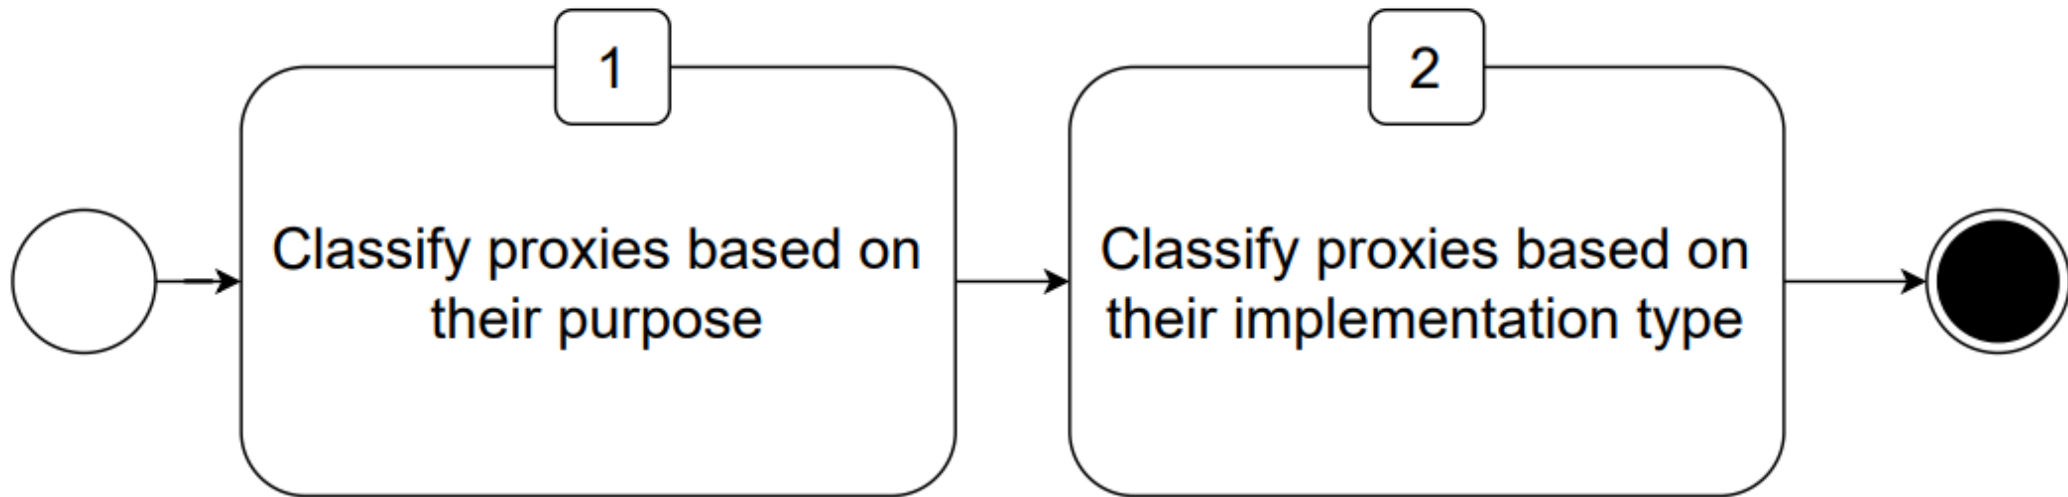 1
Classify proxies based on
their purpose
2
Classify proxies based on
their implementation type